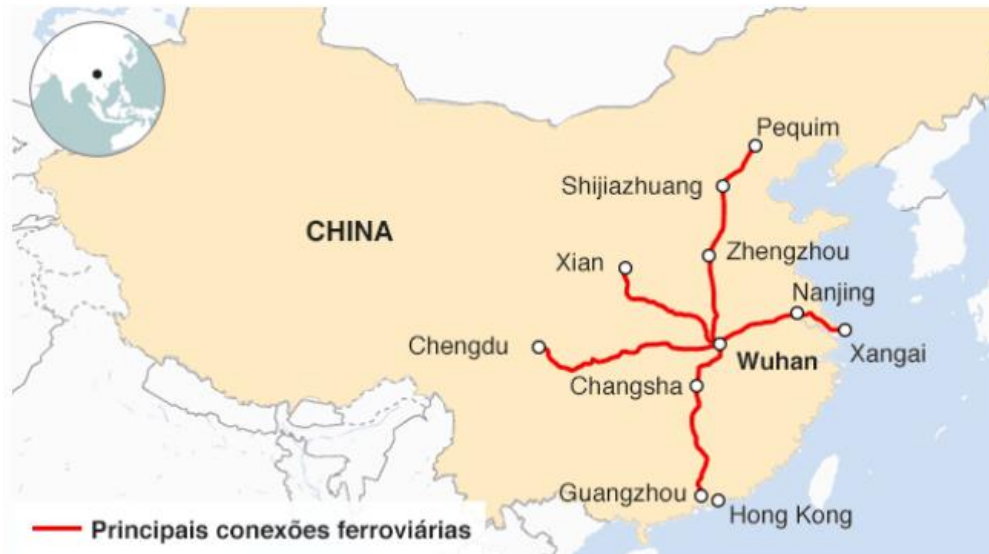 Pequim
Shijiazhuang
CHINA
Xian
Zhengzhou
Nanjing
Chengdu
Wuhan
Xangai
Changsha
Guangzhou
Hong Kong
Principais conexões ferroviárias